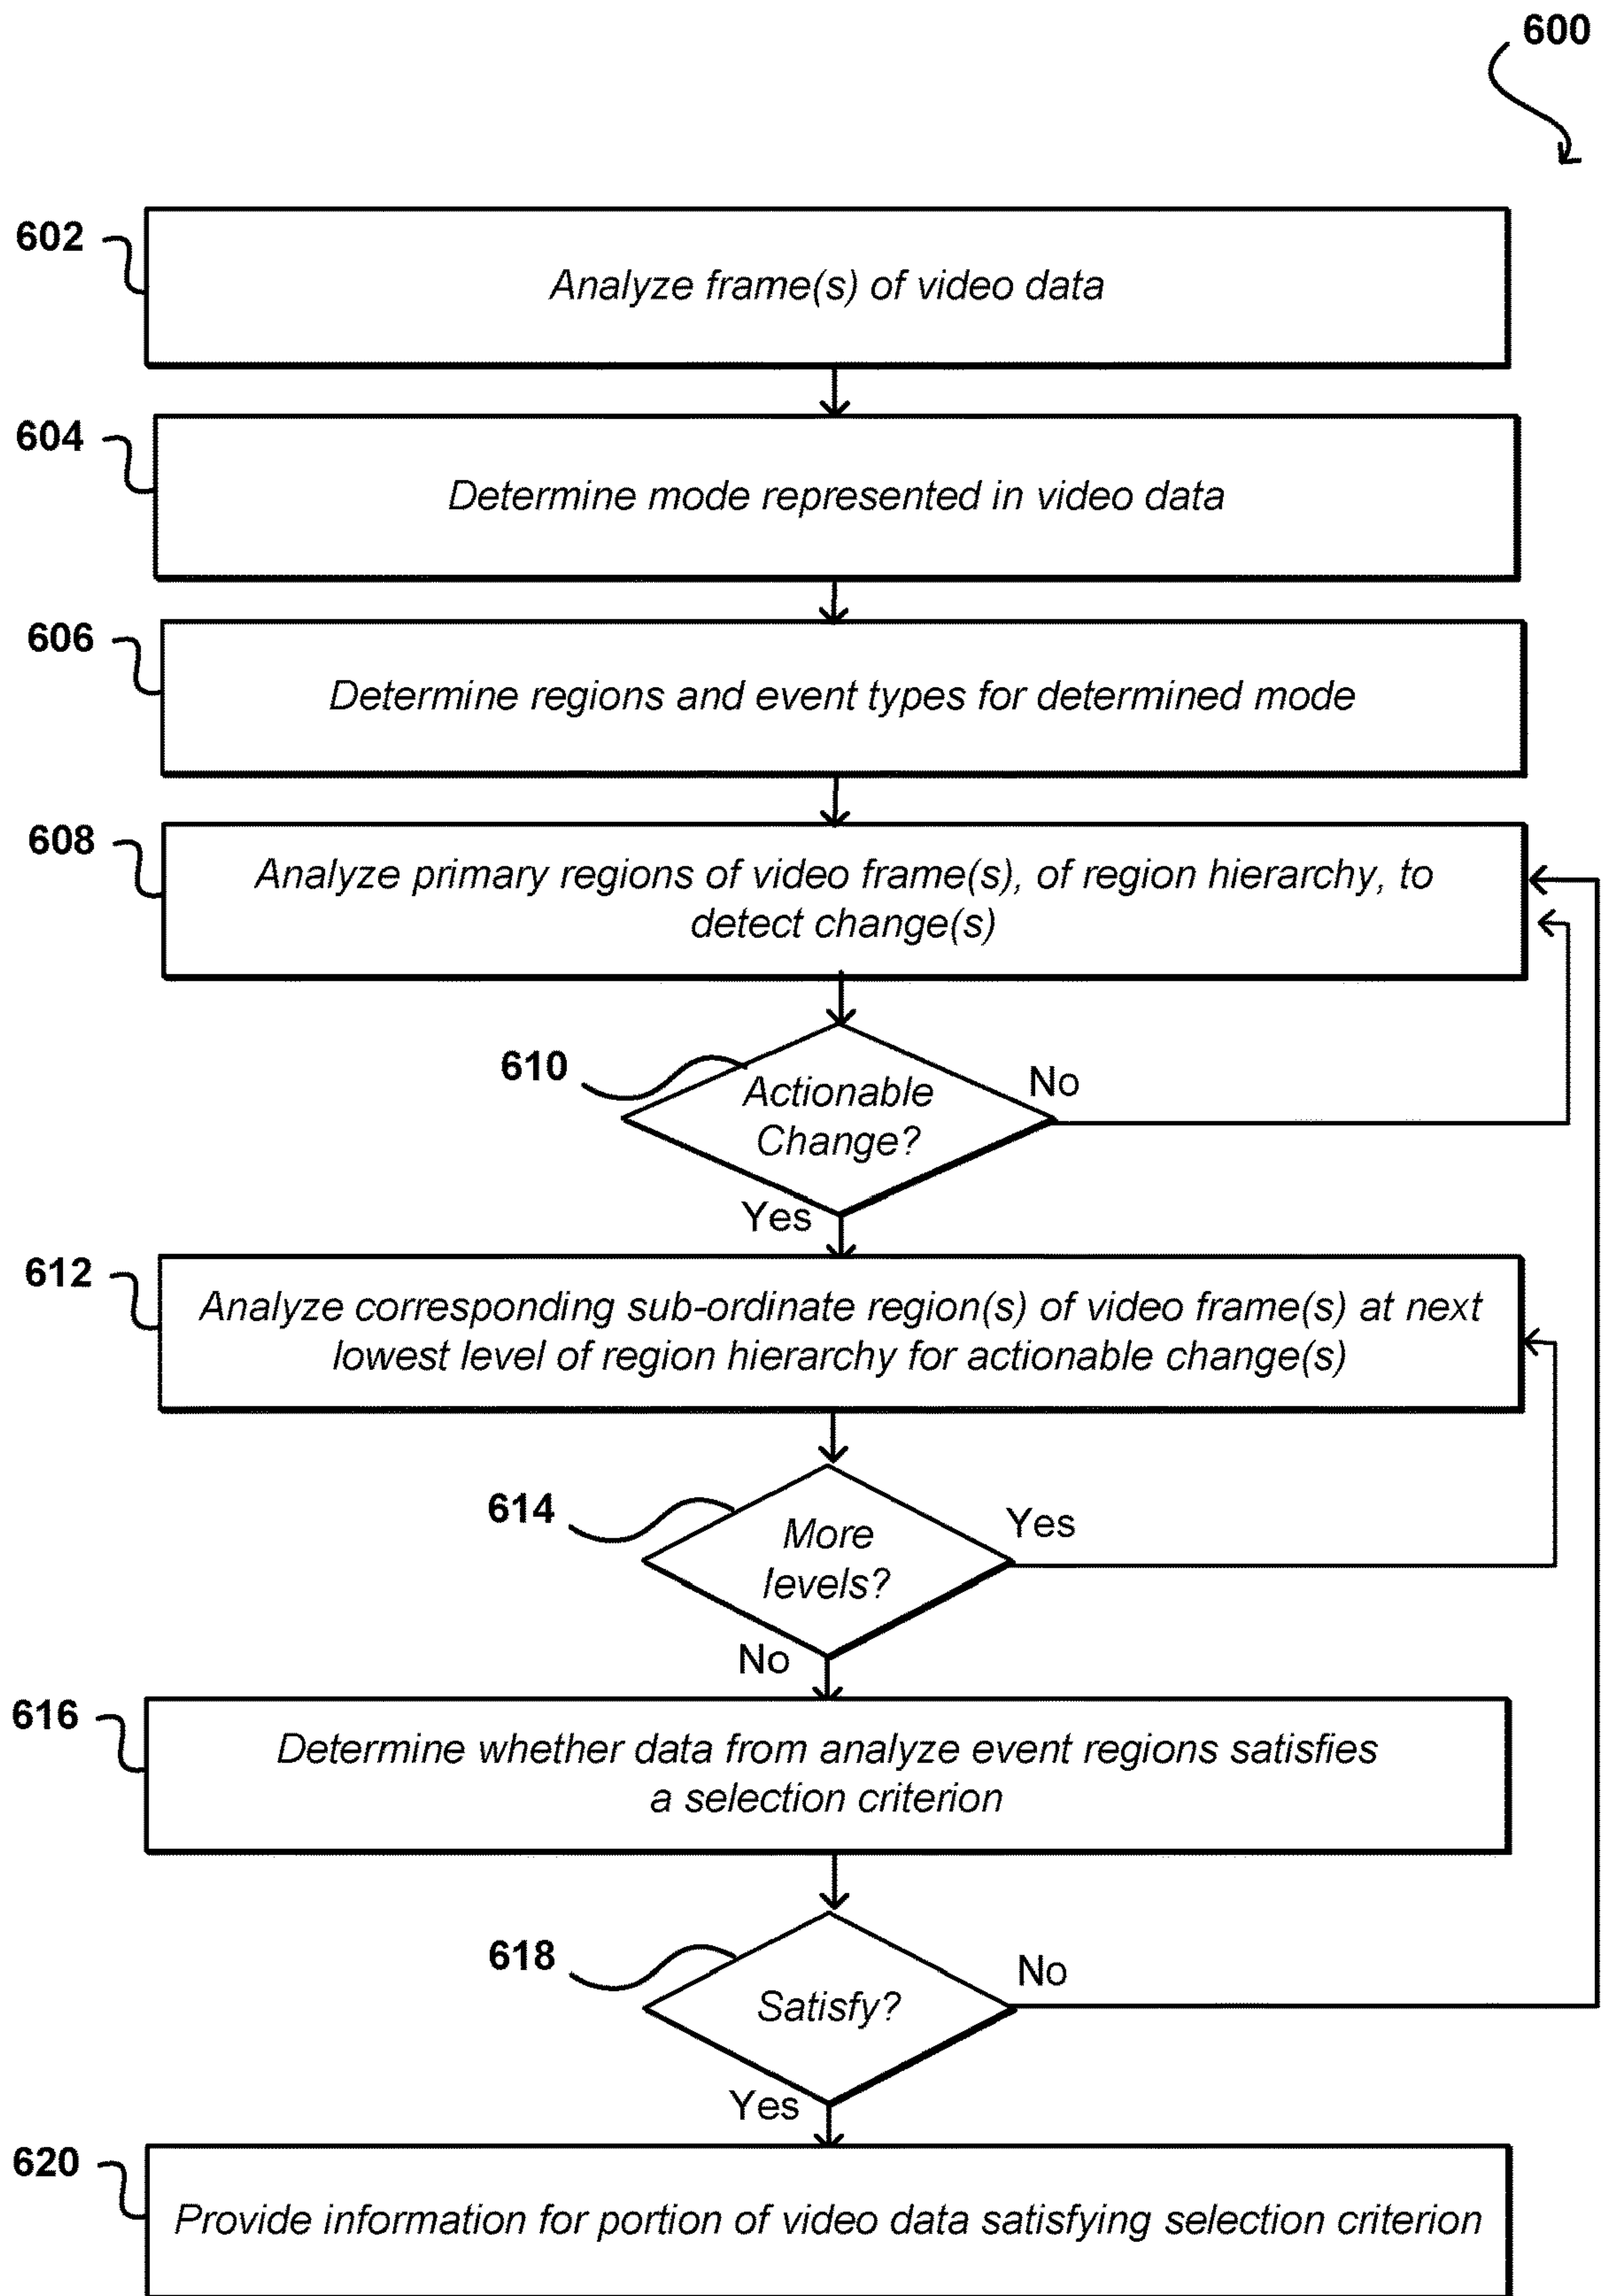 600
602
Analyze frame(s) of video data
604
Determine mode represented in video data
606
Determine regions and event types for determined mode
608
Analyze primary regions of video frame(s), of region hierarchy, to
detect change(s)
610
Actionable
Change?
No
Yes
612
Analyze corresponding sub-ordinate region(s) of video frame(s) at next
lowest level of region hierarchy for actionable change(s)
614
More
levels?
Yes
No
616
Determine whether data from analyze event regions satisfies
a selection criterion
618
Satisfy?
No
Yes
620
Provide information for portion of video data satisfying selection criterion